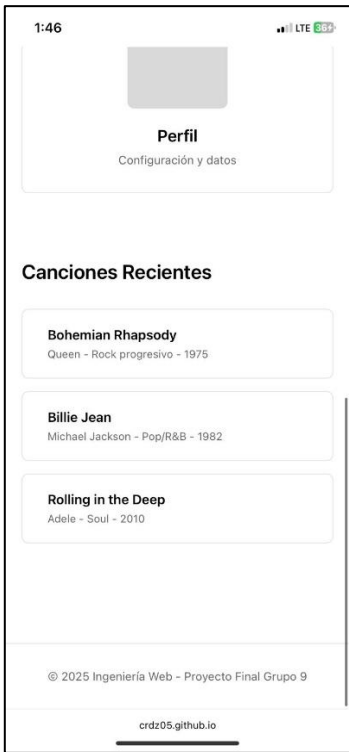 1:46
LTE 36
Perfil
Configuración y datos
Canciones Recientes
Bohemian Rhapsody
Queen - Rock progresivo - 1975
Billie Jean
Michael Jackson - Pop/R&B - 1982
Rolling in the Deep
Adele - Soul - 2010
© 2025 Ingeniería Web - Proyecto Final Grupo 9
crdz05.github.io